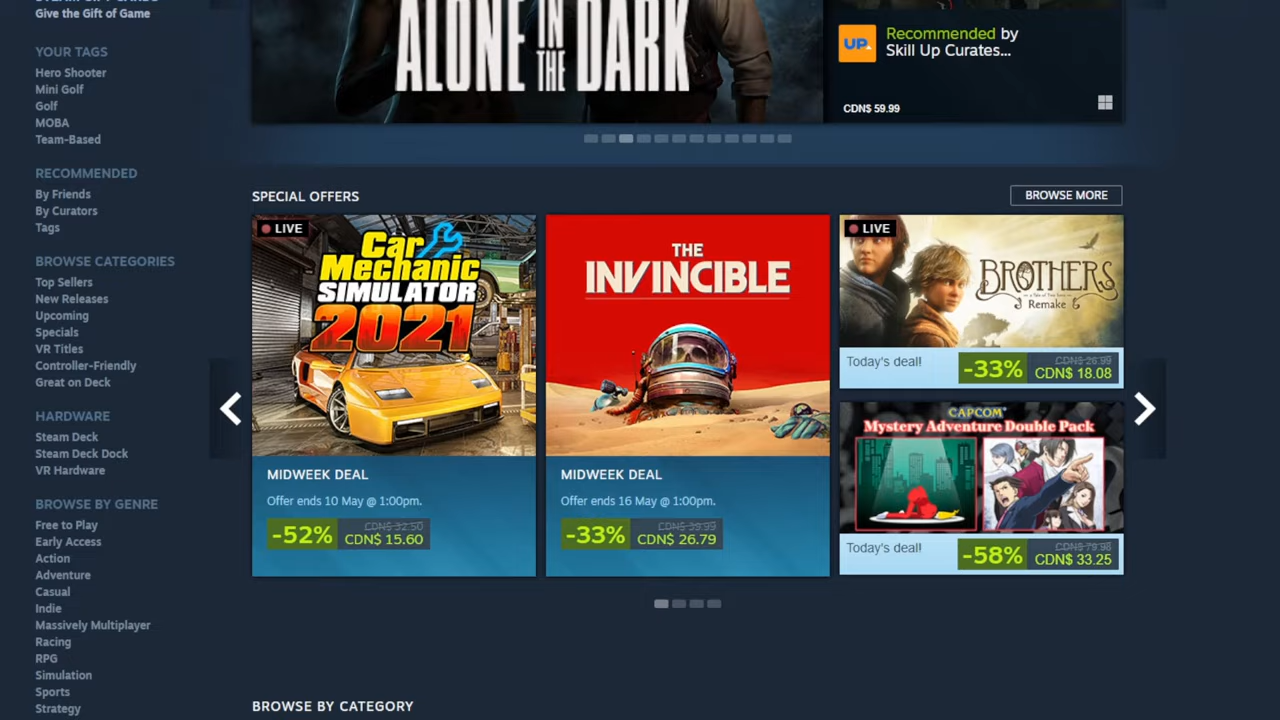 Give the Gift of Game
YOUR TAGS
Hero Shooter
Mini Golf
Golf
MOBA
Team-Based
RECOMMENDED
By Friends
By Curators
Tags
BROWSE CATEGORIES
Top Sellers
New Releases
Upcoming
Specials
VR Titles
Controller-Friendly
Great on Deck
HARDWARE
Steam Deck
Steam Deck Dock
VR Hardware
BROWSE BY GENRE
Free to Play
Early Access
Action
Adventure
Casual
Indie
Massively Multiplayer
Racing
RPG
Simulation
Sports
Strategy
ALONE IN THE DARK
UP.
Recommended by
Skill Up Curates...
CDN$ 59.99
SPECIAL OFFERS
BROWSE MORE
LIVE
Car
Mechanic
SIMULATOR
2021
MIDWEEK DEAL
Offer ends 10 May @ 1:00pm.
-52%
CDN$ 32.50
CDN$ 15.60
THE
INVINCIBLE
MIDWEEK DEAL
Offer ends 16 May @ 1:00pm.
-33%
CDN$ 39.99
CDN$ 26.79
LIVE
BROTHERS
a Tale of Two Sons
Remake
Today's deal!
-33%
CDN$ 26.99
CDN$ 18.08
CAPCOM
Mystery Adventure Double Pack
Today's deal!
-58%
CDN$ 79.98
CDN$ 33.25
BROWSE BY CATEGORY